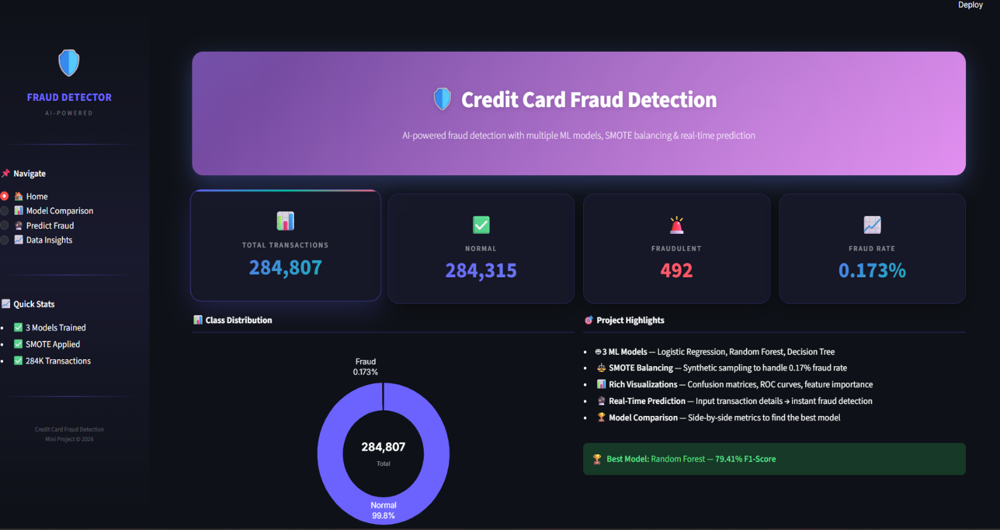 Deploy
FRAUD DETECTOR
AI-POWERED
Navigate
Home
Model Comparison
Predict Fraud
Data Insights
Quick Stats
3 Models Trained
SMOTE Applied
284K Transactions
Credit Card Fraud Detection
Mini Project © 2026
Credit Card Fraud Detection
AI-powered fraud detection with multiple ML models, SMOTE balancing & real-time prediction
TOTAL TRANSACTIONS
284,807
NORMAL
284,315
FRAUDULENT
492
FRAUD RATE
0.173%
Class Distribution
Fraud
0.173%
284,807
Total
Normal
99.8%
Project Highlights
3 ML Models — Logistic Regression, Random Forest, Decision Tree
SMOTE Balancing — Synthetic sampling to handle 0.17% fraud rate
Rich Visualizations — Confusion matrices, ROC curves, feature importance
Real-Time Prediction — Input transaction details → instant fraud detection
Model Comparison — Side-by-side metrics to find the best model
Best Model: Random Forest — 79.41% F1-Score